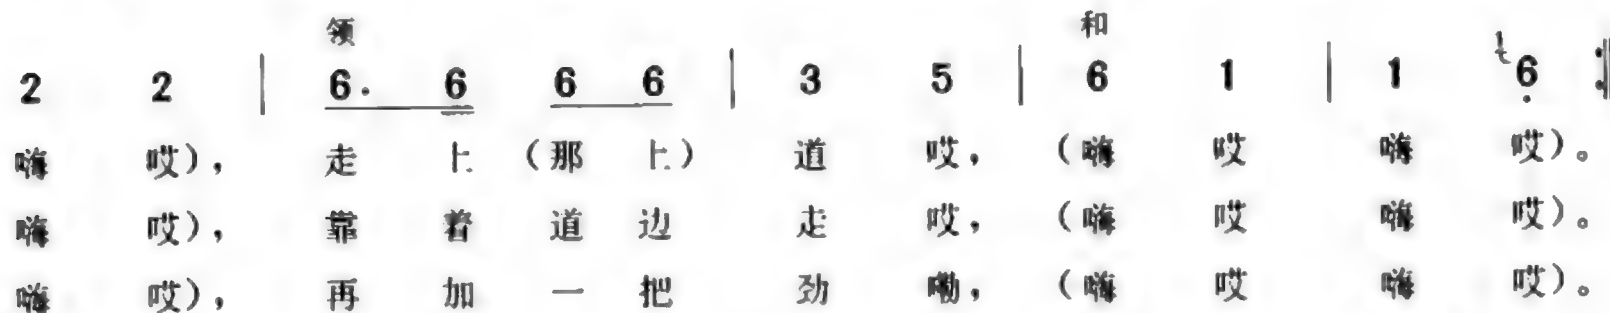 领 和
2 2 | 6. 6 6 6 | 3 5 | 6 1 | 1 6 :|
嗨 哎），走 上（那 上）道 哎，（嗨 哎 嗨 哎）。
嗨 哎），靠 着 道 边 走 哎，（嗨 哎 嗨 哎）。
嗨 哎），再 加 一 把 劲 嘞，（嗨 哎 嗨 哎）。